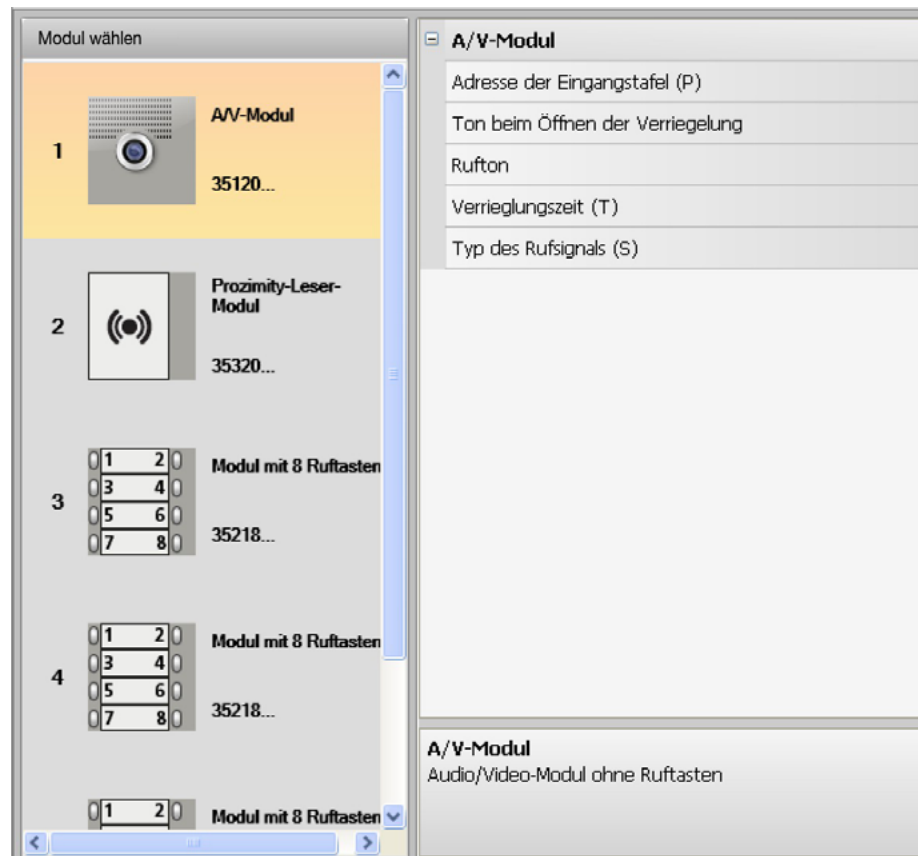 Modul wählen
1
A/V-Modul
35120...
2
Prozimity-Leser-
Modul
35320...
3
1 2
3 4
5 6
7 8
Modul mit 8 Ruftasten
35218...
4
1 2
3 4
5 6
7 8
Modul mit 8 Ruftasten
35218...
1 2
Modul mit 8 Ruftasten
A/V-Modul
Adresse der Eingangstafel (P)
Ton beim Öffnen der Verriegelung
Rufton
Verrieglungszeit (T)
Typ des Rufsignals (S)
A/V-Modul
Audio/Video-Modul ohne Ruftasten